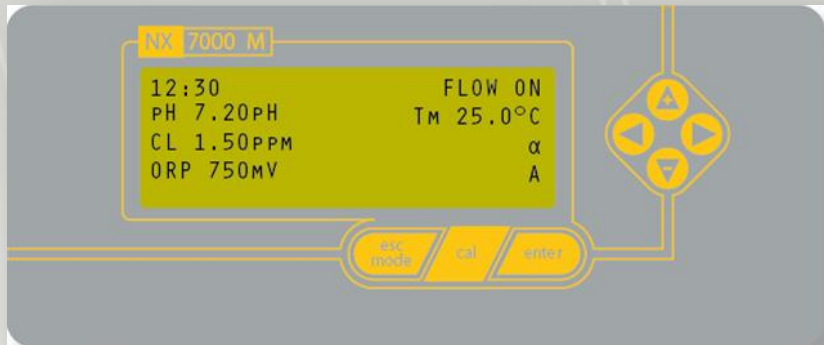 NX 7000 M
12:30 FLOW ON
pH 7.20pH TM 25.0°C
CL 1.50PPM α
ORP 750MV A
+
-
esc mode cal enter